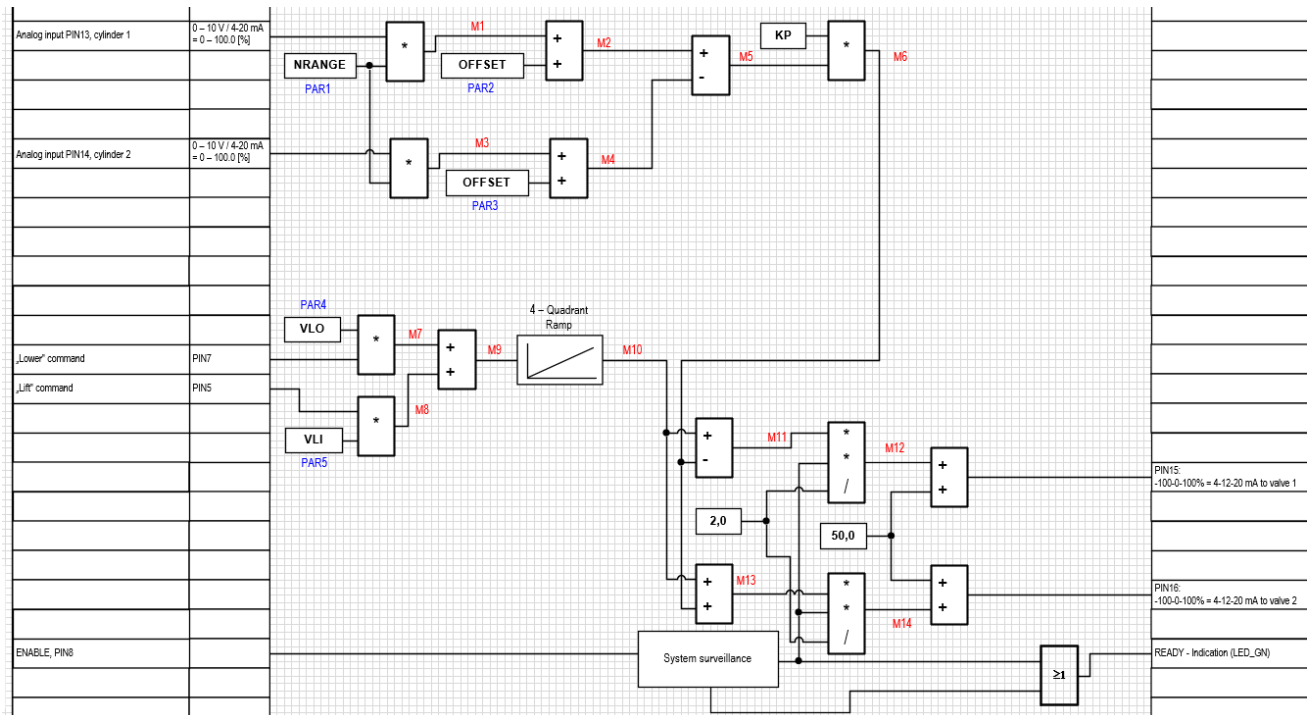 Analog input PIN13, cylinder 1
0 – 10 V / 4-20 mA
= 0 – 100.0 [%]
NRANGE
PAR1
*
M1
OFFSET
PAR2
+
+
M2
+
-
M5
KP
*
M6
Analog input PIN14, cylinder 2
0 – 10 V / 4-20 mA
= 0 – 100.0 [%]
*
M3
OFFSET
PAR3
+
+
M4
PAR4
VLO
*
M7
„Lower" command
PIN7
„Lift" command
PIN5
VLI
PAR5
*
M8
+
+
M9
4 – Quadrant
Ramp
M10
+
-
M11
*
*
/
M12
+
+
PIN15:
-100-0-100% = 4-12-20 mA to valve 1
2,0
50,0
+
+
M13
*
*
/
M14
+
+
PIN16:
-100-0-100% = 4-12-20 mA to valve 2
ENABLE, PIN8
System surveillance
≥1
READY - Indication (LED_GN)